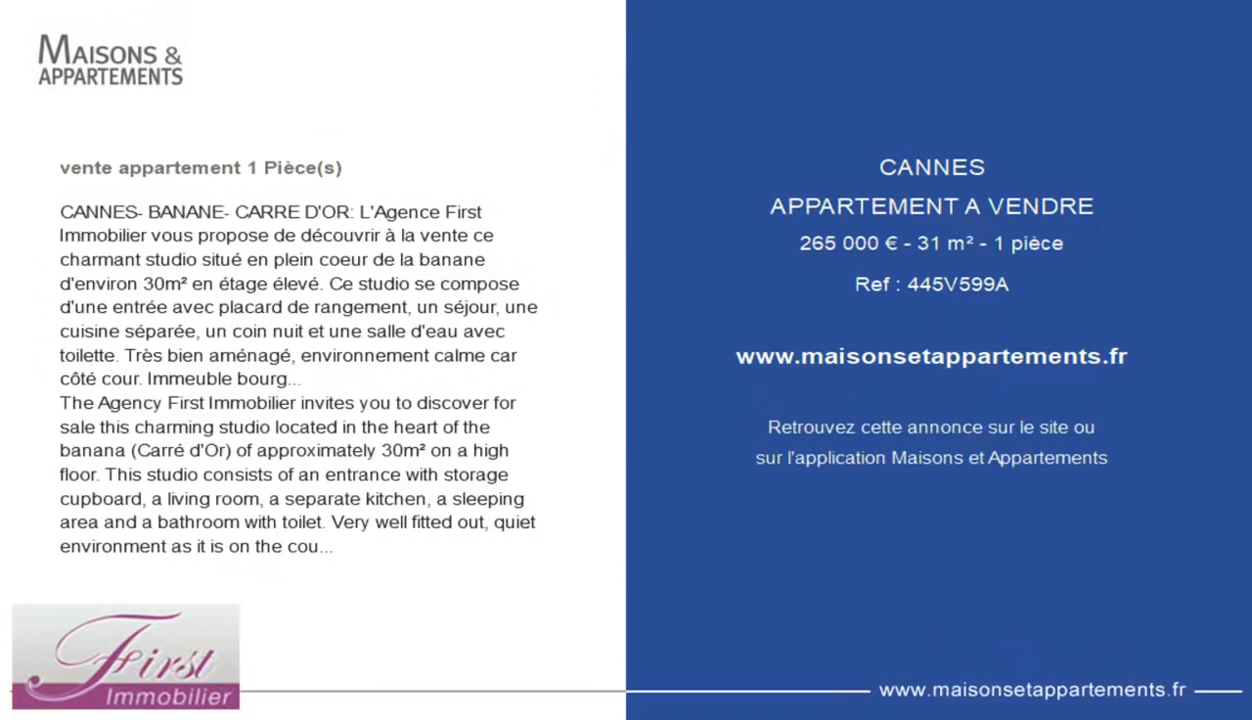 MAISONS &
APPARTEMENTS
vente appartement 1 Pièce(s)
CANNES- BANANE- CARRE D'OR: L'Agence First
Immobilier vous propose de découvrir à la vente ce
charmant studio situé en plein coeur de la banane
d'environ 30m² en étage élevé. Ce studio se compose
d'une entrée avec placard de rangement, un séjour, une
cuisine séparée, un coin nuit et une salle d'eau avec
toilette. Très bien aménagé, environnement calme car
côté cour. Immeuble bourg...
The Agency First Immobilier invites you to discover for
sale this charming studio located in the heart of the
banana (Carré d'Or) of approximately 30m² on a high
floor. This studio consists of an entrance with storage
cupboard, a living room, a separate kitchen, a sleeping
area and a bathroom with toilet. Very well fitted out, quiet
environment as it is on the cou...
First
Immobilier
CANNES
APPARTEMENT A VENDRE
265 000 € - 31 m² - 1 pièce
Ref : 445V599A
www.maisonsetappartements.fr
Retrouvez cette annonce sur le site ou
sur l'application Maisons et Appartements
www.maisonsetappartements.fr